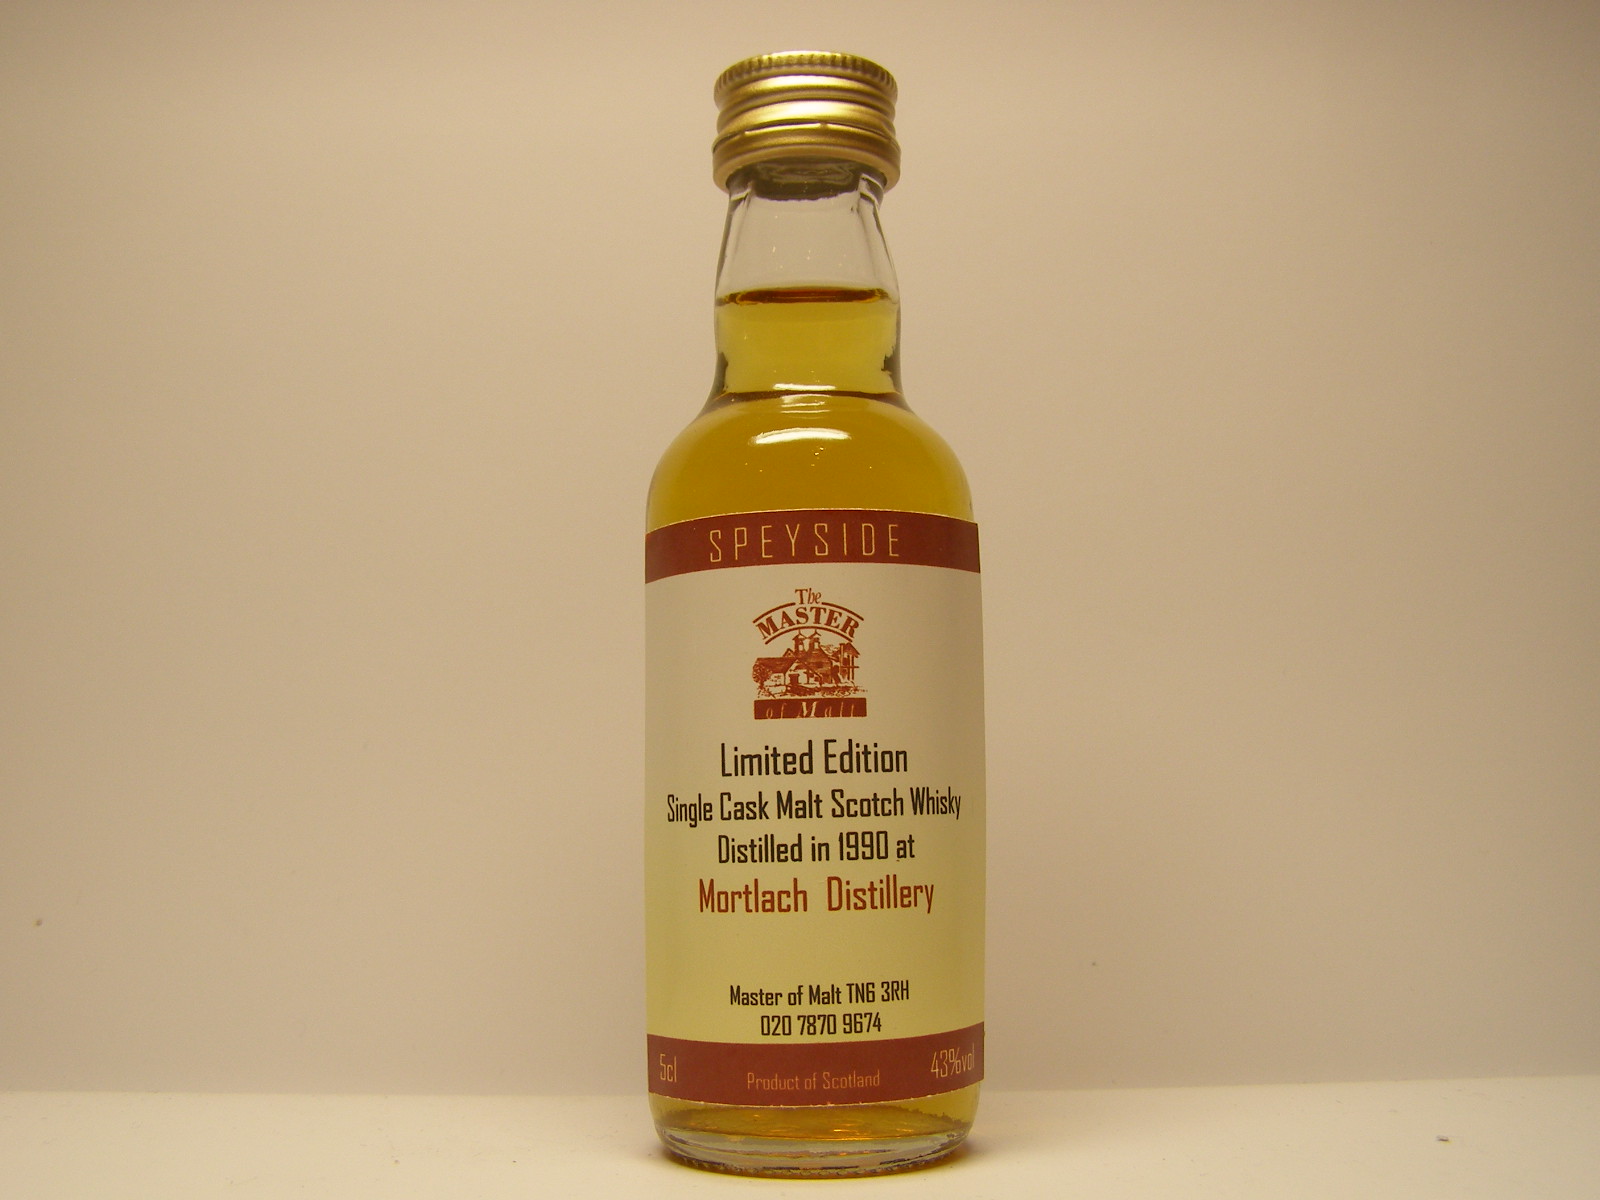 SPEYSIDE
The
MASTER
of Malt
Limited Edition
Single Cask Malt Scotch Whisky
Distilled in 1990 at
Mortlach Distillery
Master of Malt TN6 3RH
020 7870 9674
5cl
Product of Scotland
43%vol